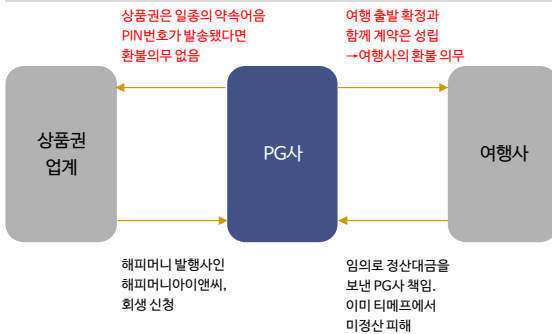 상품권은 일종의 약속어음
PIN번호가 발송됐다면
환불의무 없음
여행 출발 확정과
함께 계약은 성립
→여행사의 환불 의무
상품권
업계
PG사
여행사
해피머니 발행사인
해피머니아이앤씨,
회생 신청
임의로 정산대금을
보낸 PG사 책임.
이미 티메프에서
미정산 피해